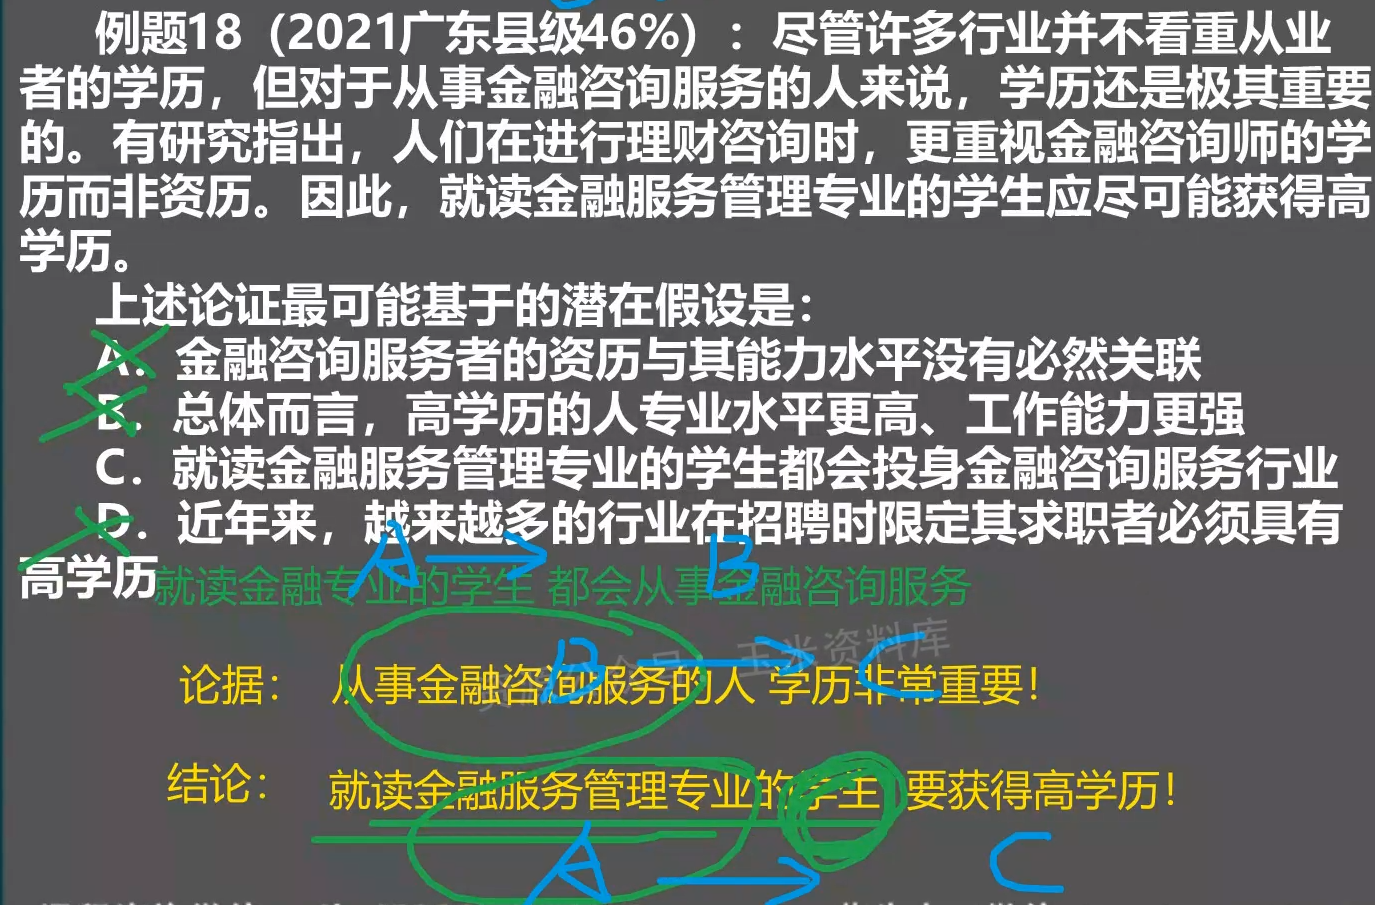 例题18（2021广东县级46%）：尽管许多行业并不看重从业
者的学历，但对于从事金融咨询服务的人来说，学历还是极其重要
的。有研究指出，人们在进行理财咨询时，更重视金融咨询师的学
历而非资历。因此，就读金融服务管理专业的学生应尽可能获得高
学历。
上述论证最可能基于的潜在假设是：
A．金融咨询服务者的资历与其能力水平没有必然关联
B．总体而言，高学历的人专业水平更高、工作能力更强
C．就读金融服务管理专业的学生都会投身金融咨询服务行业
D．近年来，越来越多的行业在招聘时限定其求职者必须具有
高学历
A → B
就读金融专业的学生 都会从事金融咨询服务
B → C
玉米资料库
论据： 从事金融咨询服务的人 学历非常重要！
结论： 就读金融服务管理专业的学生 要获得高学历！
A → C